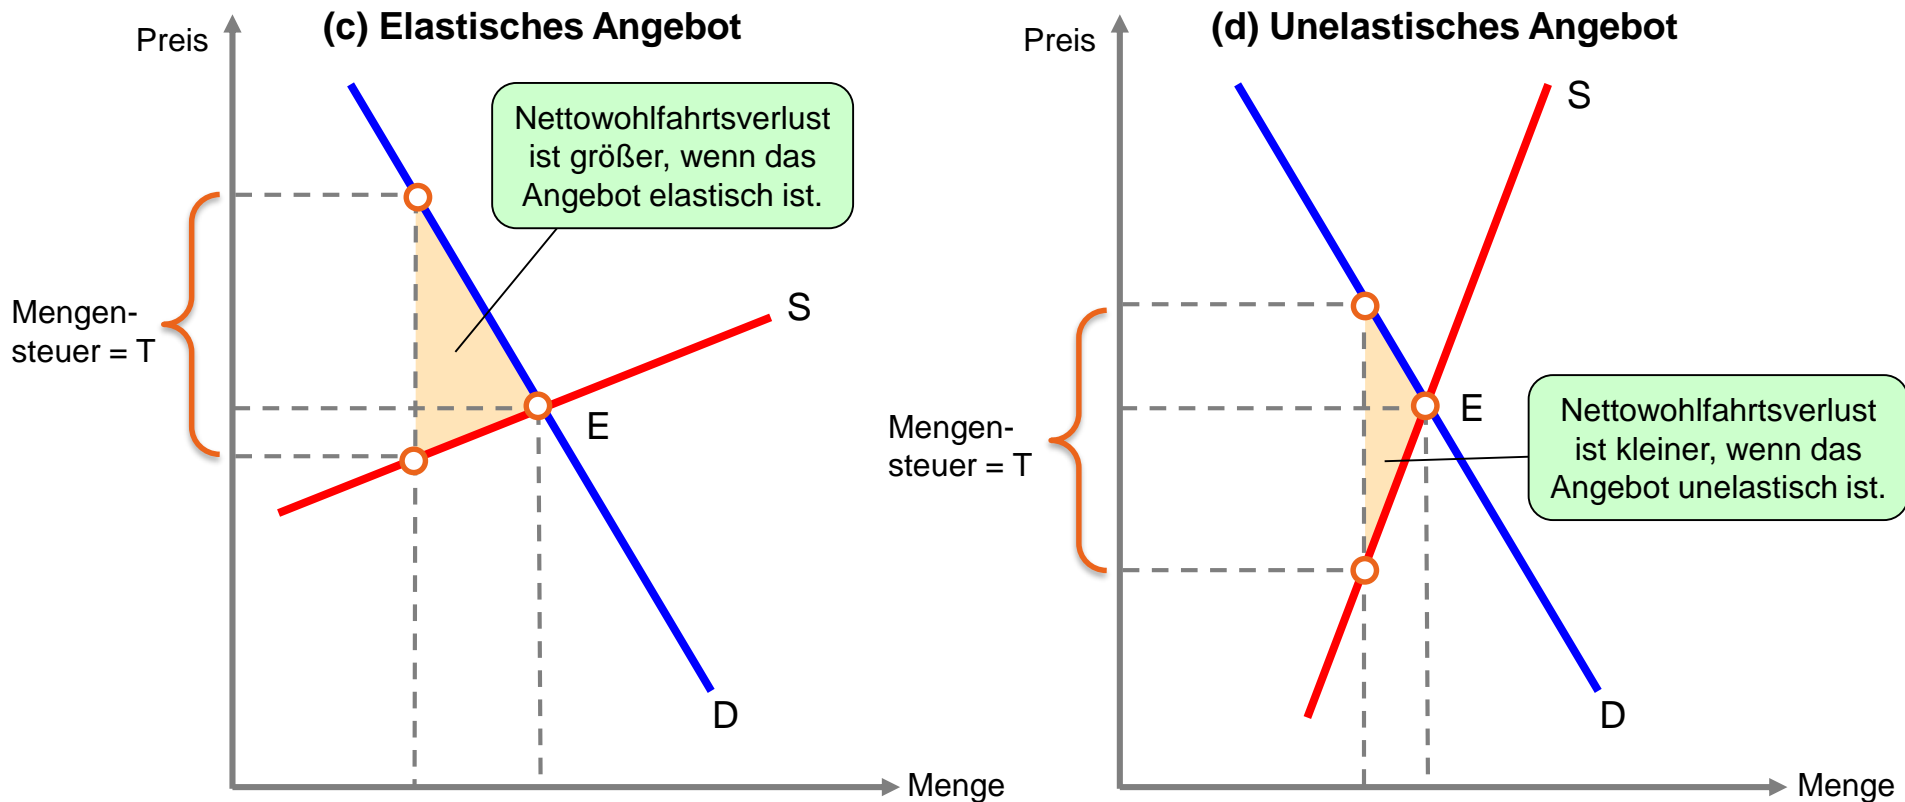 (c) Elastisches Angebot
Preis
Nettowohlfahrtsverlust
ist größer, wenn das
Angebot elastisch ist.
Mengen-
steuer = T
S
E
D
Menge
(d) Unelastisches Angebot
Preis
S
Mengen-
steuer = T
E
Nettowohlfahrtsverlust
ist kleiner, wenn das
Angebot unelastisch ist.
D
Menge